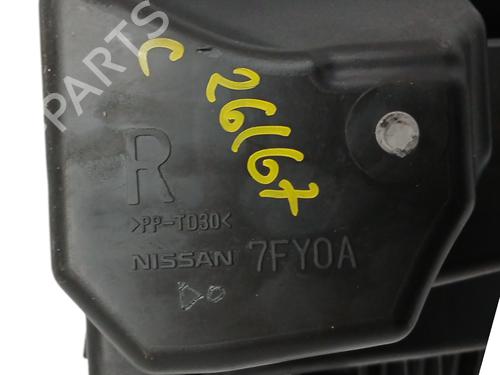 PARTS
C 26167
R
>PP-TD30<
NISSAN 7FY0A